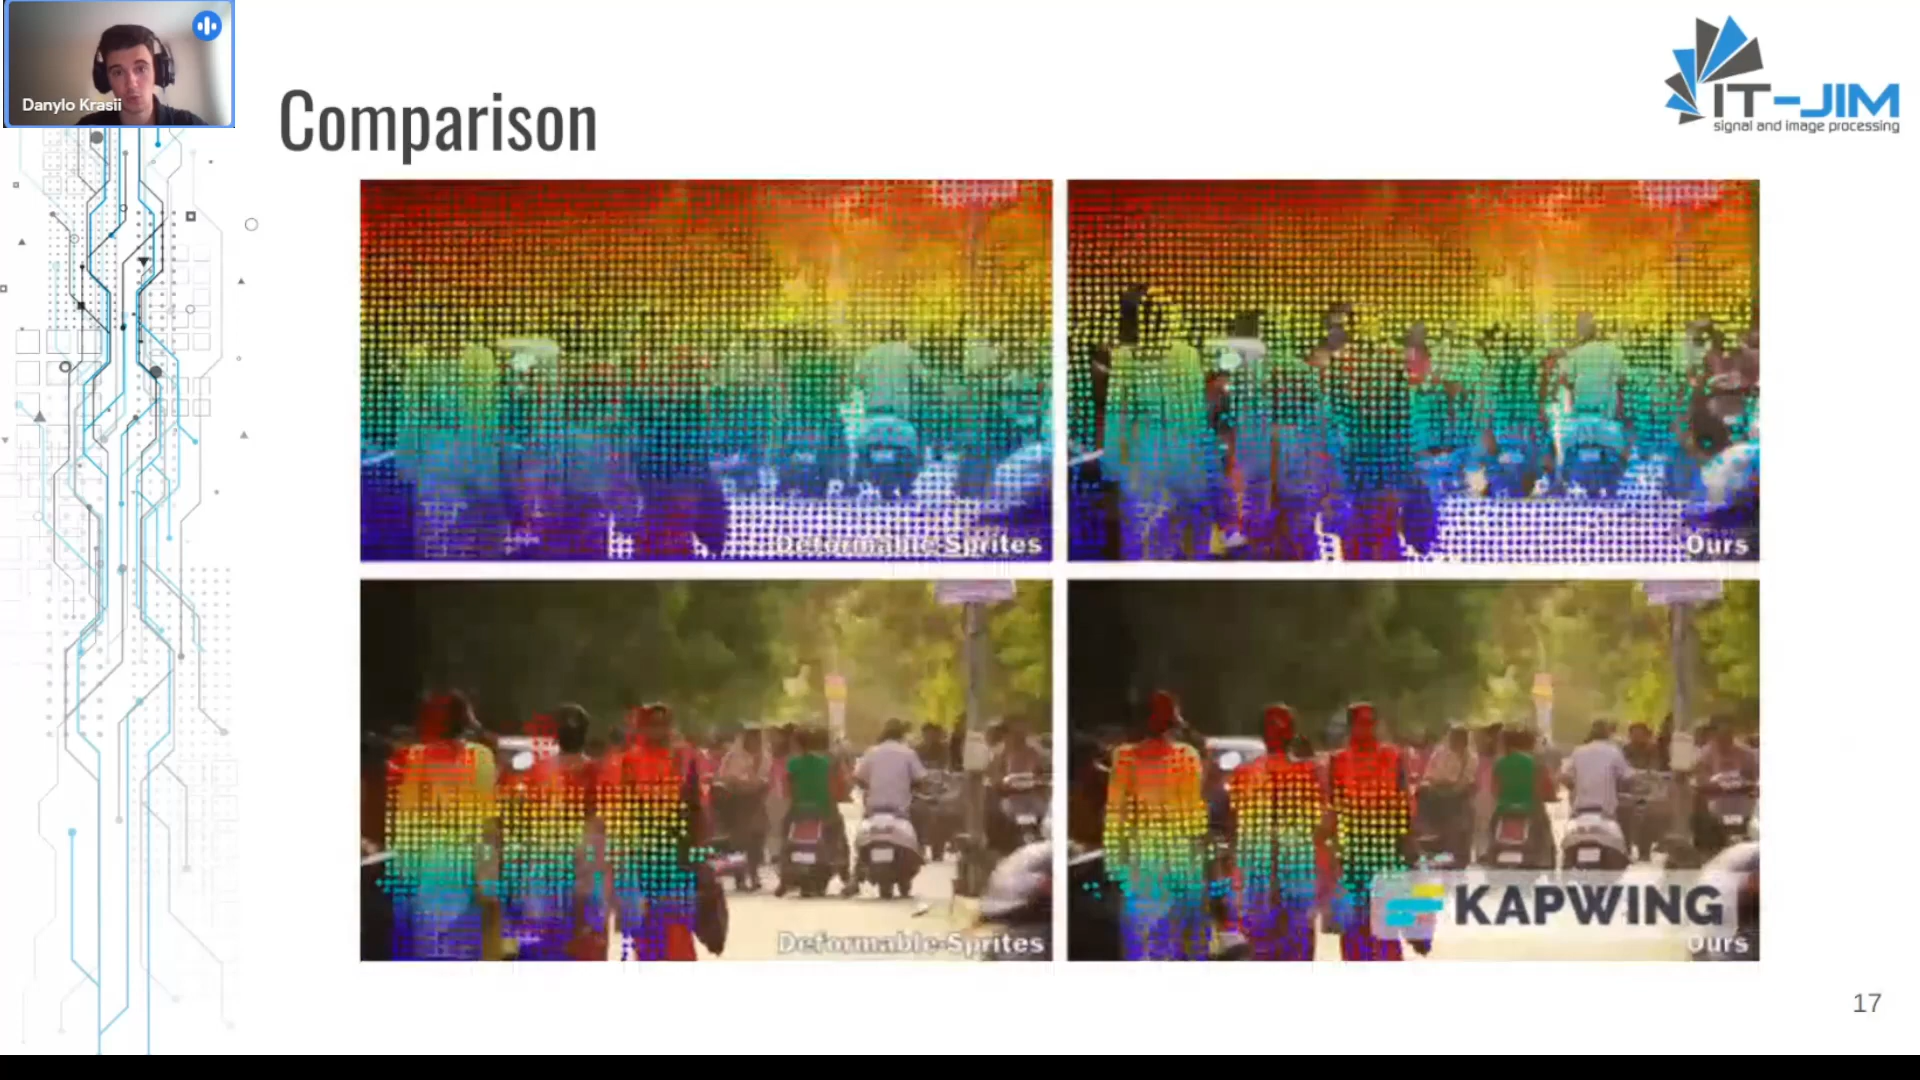 Danylo Krasii
IT-JIM
signal and image processing
Comparison
Deformable-Sprites
Ours
Deformable-Sprites
KAPWING
Ours
17